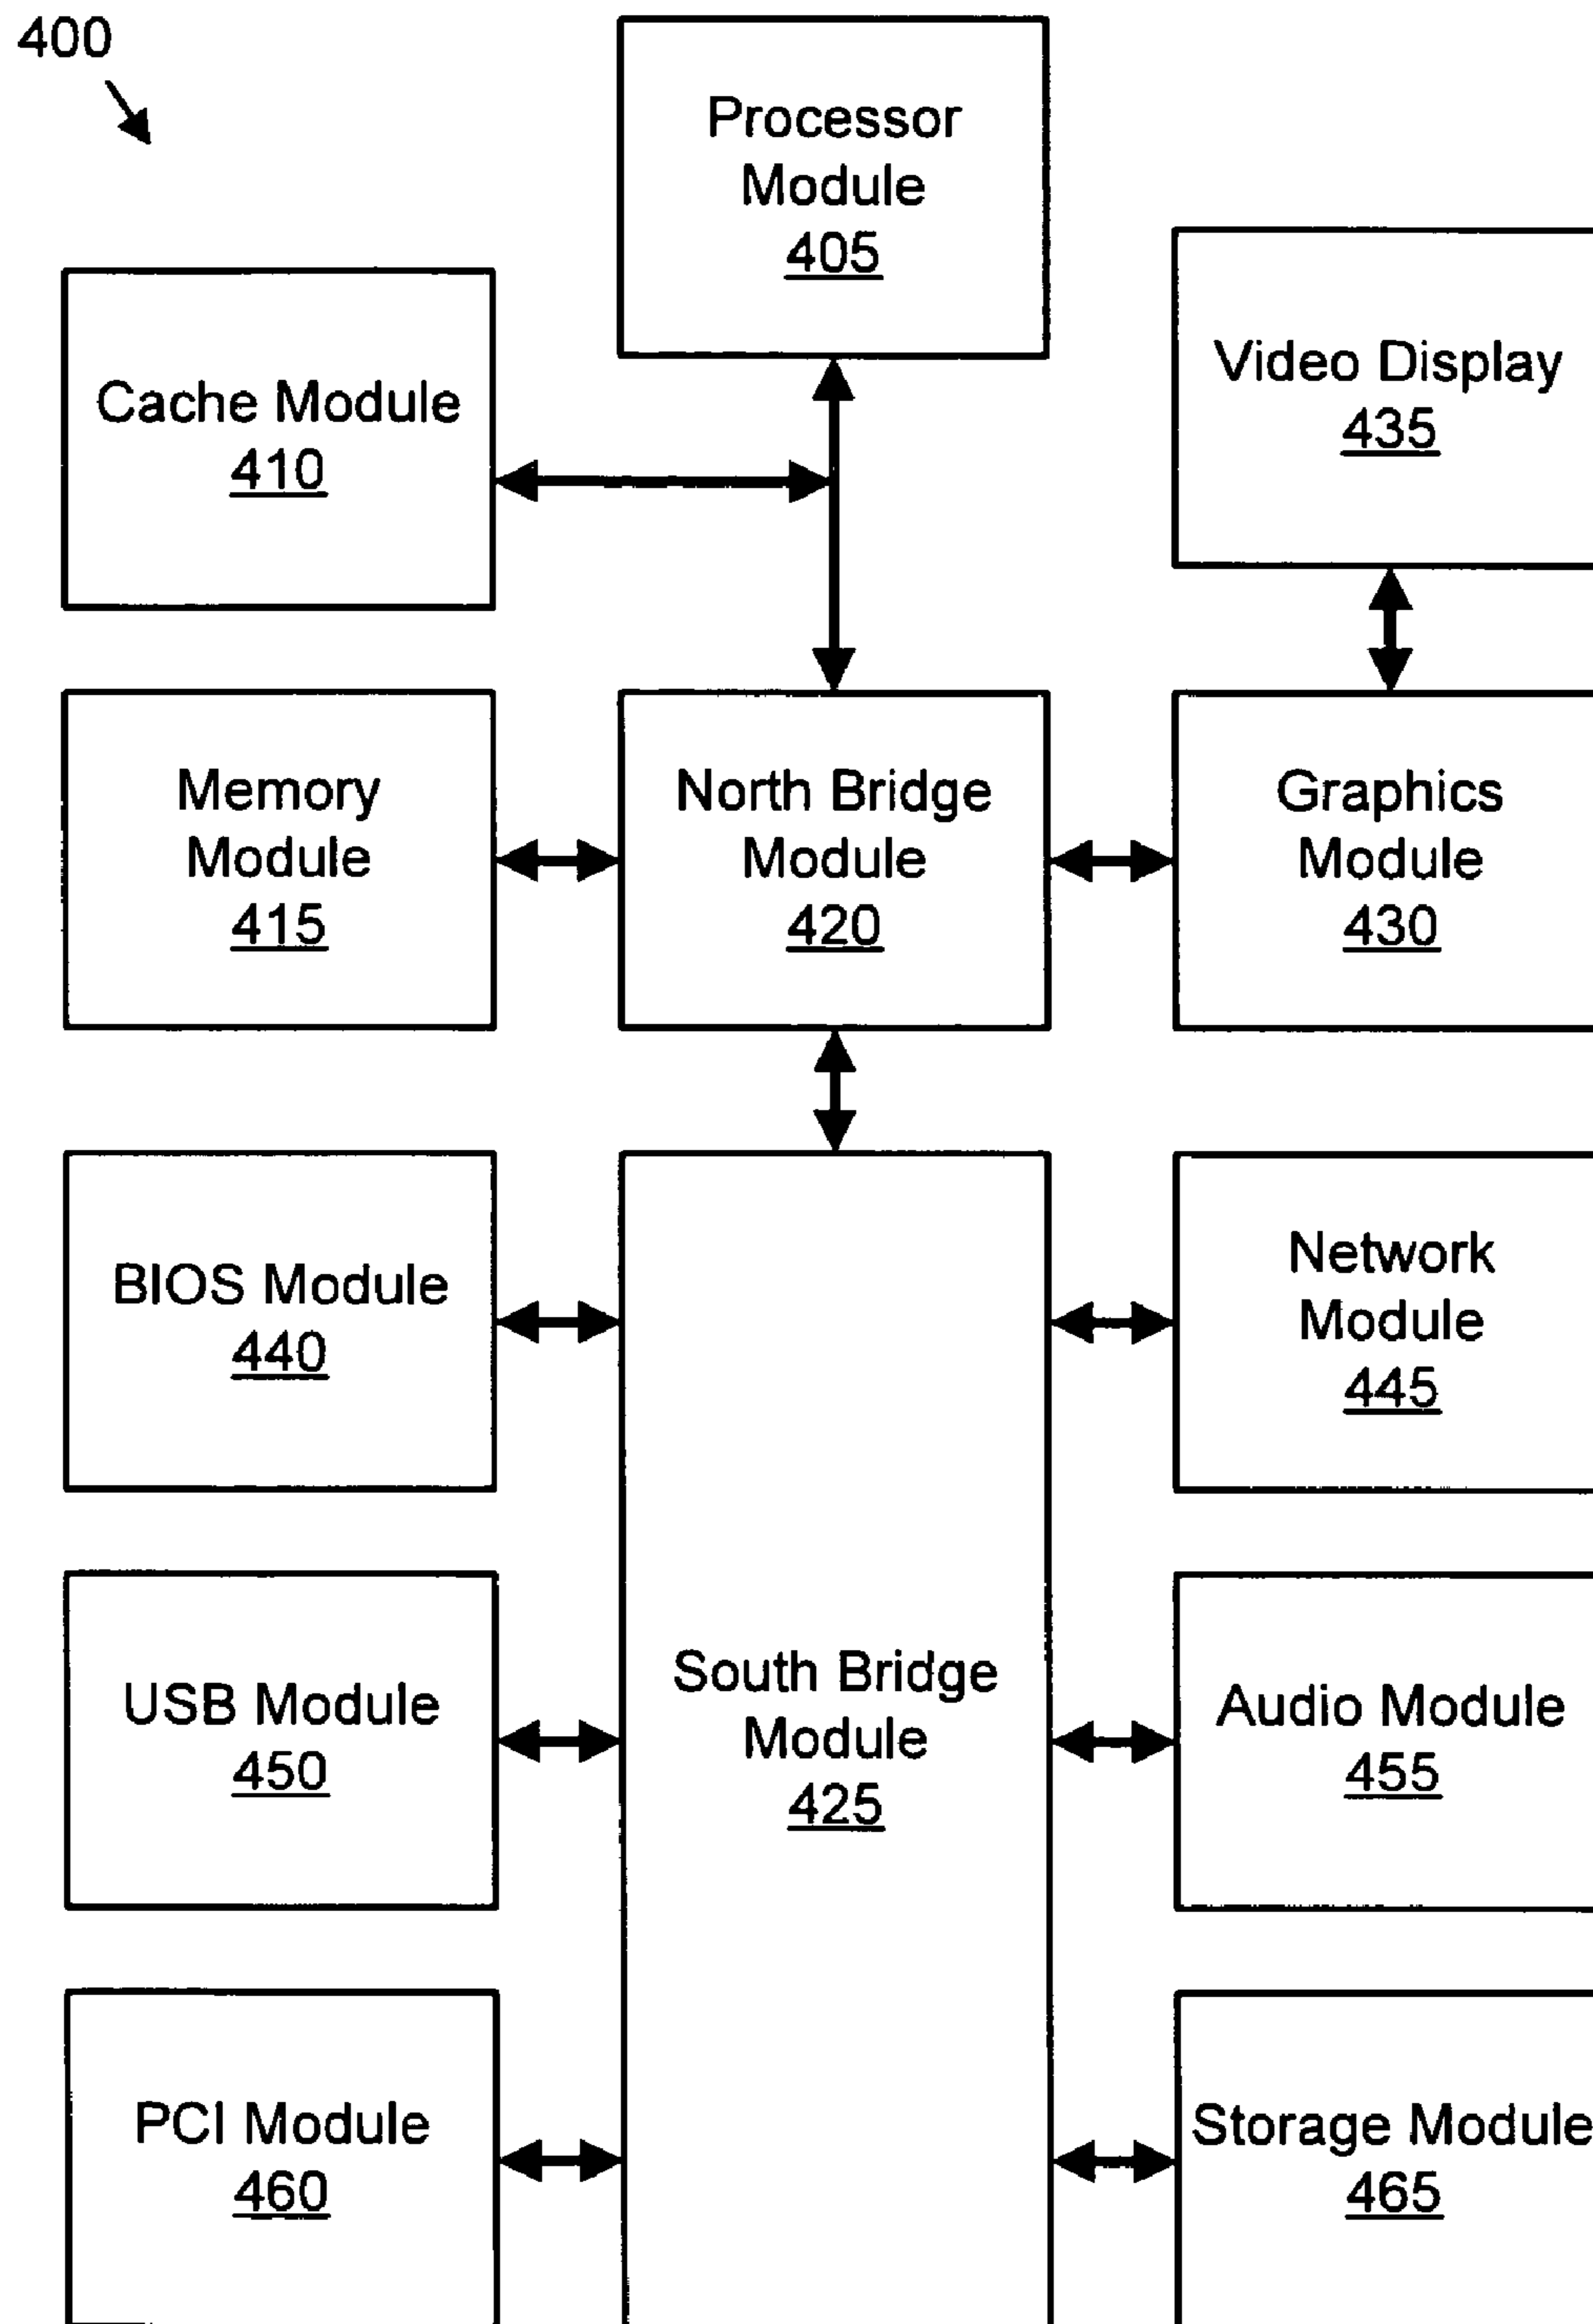 400
Processor
Module
405
Cache Module
410
Video Display
435
Memory
Module
415
North Bridge
Module
420
Graphics
Module
430
BIOS Module
440
Network
Module
445
USB Module
450
South Bridge
Module
425
Audio Module
455
PCI Module
460
Storage Module
465